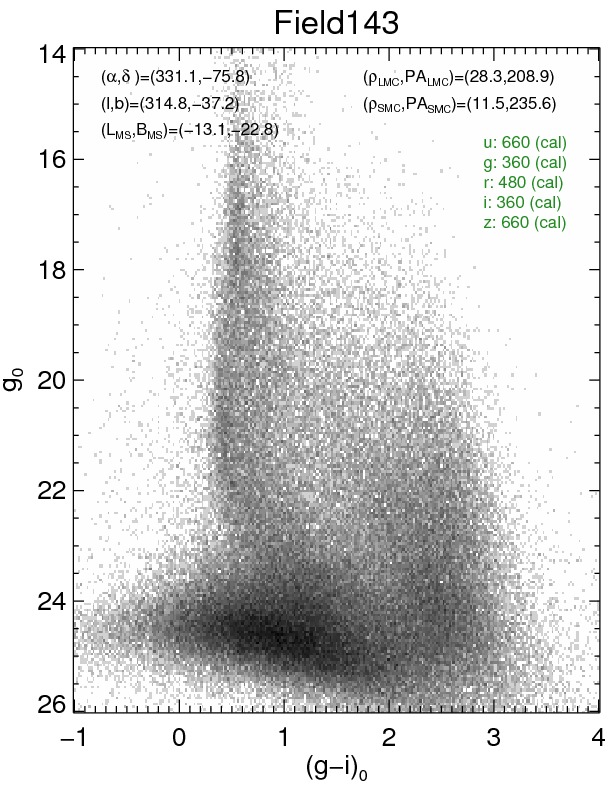 Field143
(α,δ )=(331.1,−75.8)
(ρLMC,PALMC)=(28.3,208.9)
(l,b)=(314.8,−37.2)
(ρSMC,PASMC)=(11.5,235.6)
(LMS,BMS)=(−13.1,−22.8)
u: 660 (cal)
g: 360 (cal)
r: 480 (cal)
i: 360 (cal)
z: 660 (cal)
14
16
18
20
22
24
26
g0
−1 0 1 2 3 4
(g−i)0